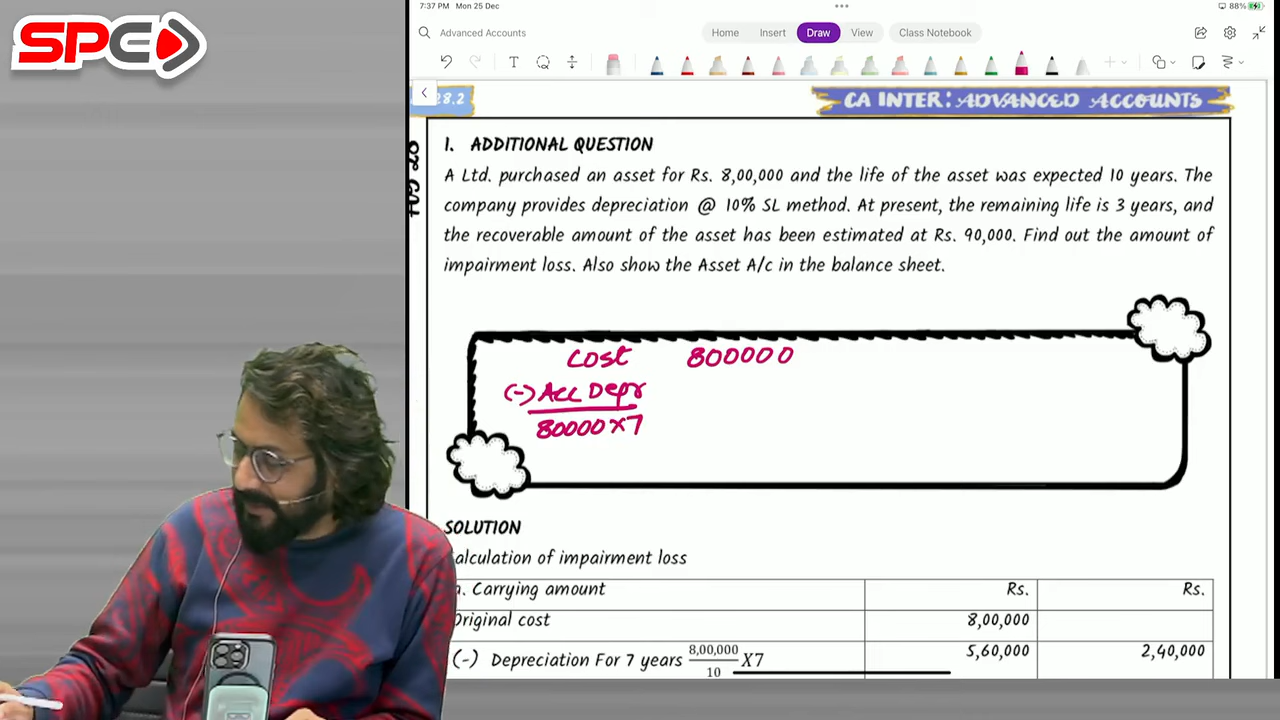 SPC
7:37 PM Mon 25 Dec
88%
Advanced Accounts
Home Insert Draw View Class Notebook
28.2
CA INTER: ADVANCED ACCOUNTS
1. ADDITIONAL QUESTION
A Ltd. purchased an asset for Rs. 8,00,000 and the life of the asset was expected 10 years. The
company provides depreciation @ 10% SL method. At present, the remaining life is 3 years, and
the recoverable amount of the asset has been estimated at Rs. 90,000. Find out the amount of
impairment loss. Also show the Asset A/c in the balance sheet.
Cost 800000
(-) Acc Depr
80000x7
SOLUTION
alculation of impairment loss
a. Carrying amount Rs. Rs.
Original cost 8,00,000
(-) Depreciation For 7 years 8,00,000/10 X7 5,60,000 2,40,000